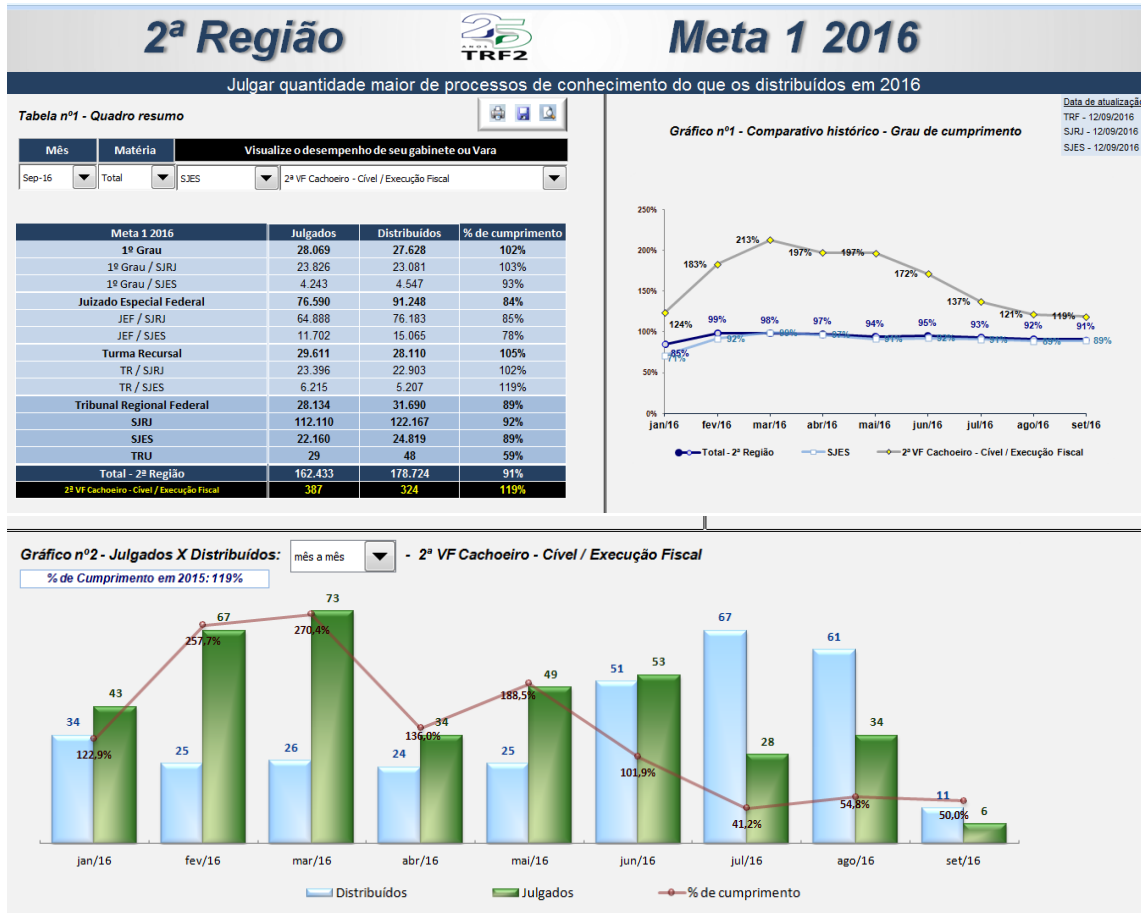 2ª Região
25
ANOS
TRF2
Meta 1 2016
Julgar quantidade maior de processos de conhecimento do que os distribuídos em 2016
Tabela nº1 - Quadro resumo
Mês Matéria Visualize o desempenho de seu gabinete ou Vara
Sep-16 Total SJES 2ª VF Cachoeiro - Cível / Execução Fiscal
Meta 1 2016 Julgados Distribuídos % de cumprimento
1º Grau 28.069 27.628 102%
1º Grau / SJRJ 23.826 23.081 103%
1º Grau / SJES 4.243 4.547 93%
Juizado Especial Federal 76.590 91.248 84%
JEF / SJRJ 64.888 76.183 85%
JEF / SJES 11.702 15.065 78%
Turma Recursal 29.611 28.110 105%
TR / SJRJ 23.396 22.903 102%
TR / SJES 6.215 5.207 119%
Tribunal Regional Federal 28.134 31.690 89%
SJRJ 112.110 122.167 92%
SJES 22.160 24.819 89%
TRU 29 48 59%
Total - 2ª Região 162.433 178.724 91%
2ª VF Cachoeiro - Cível / Execução Fiscal 387 324 119%
Data de atualização
TRF - 12/09/2016
SJRJ - 12/09/2016
SJES - 12/09/2016
Gráfico nº1 - Comparativo histórico - Grau de cumprimento
250%
200%
150%
100%
50%
0%
124% 183% 213% 197% 197% 172% 137% 121% 119%
85% 99% 98% 97% 94% 95% 93% 92% 91%
71% 92% 99% 97% 91% 92% 91% 89% 89%
jan/16 fev/16 mar/16 abr/16 mai/16 jun/16 jul/16 ago/16 set/16
Total - 2ª Região SJES 2ª VF Cachoeiro - Cível / Execução Fiscal
Gráfico nº2 - Julgados X Distribuídos: mês a mês - 2ª VF Cachoeiro - Cível / Execução Fiscal
% de Cumprimento em 2015: 119%
34 25 26 24 25 51 67 61 11
43 67 73 34 49 53 28 34 6
122,9% 257,7% 270,4% 136,0% 188,5% 101,9% 41,2% 54,8% 50,0%
jan/16 fev/16 mar/16 abr/16 mai/16 jun/16 jul/16 ago/16 set/16
Distribuídos Julgados % de cumprimento